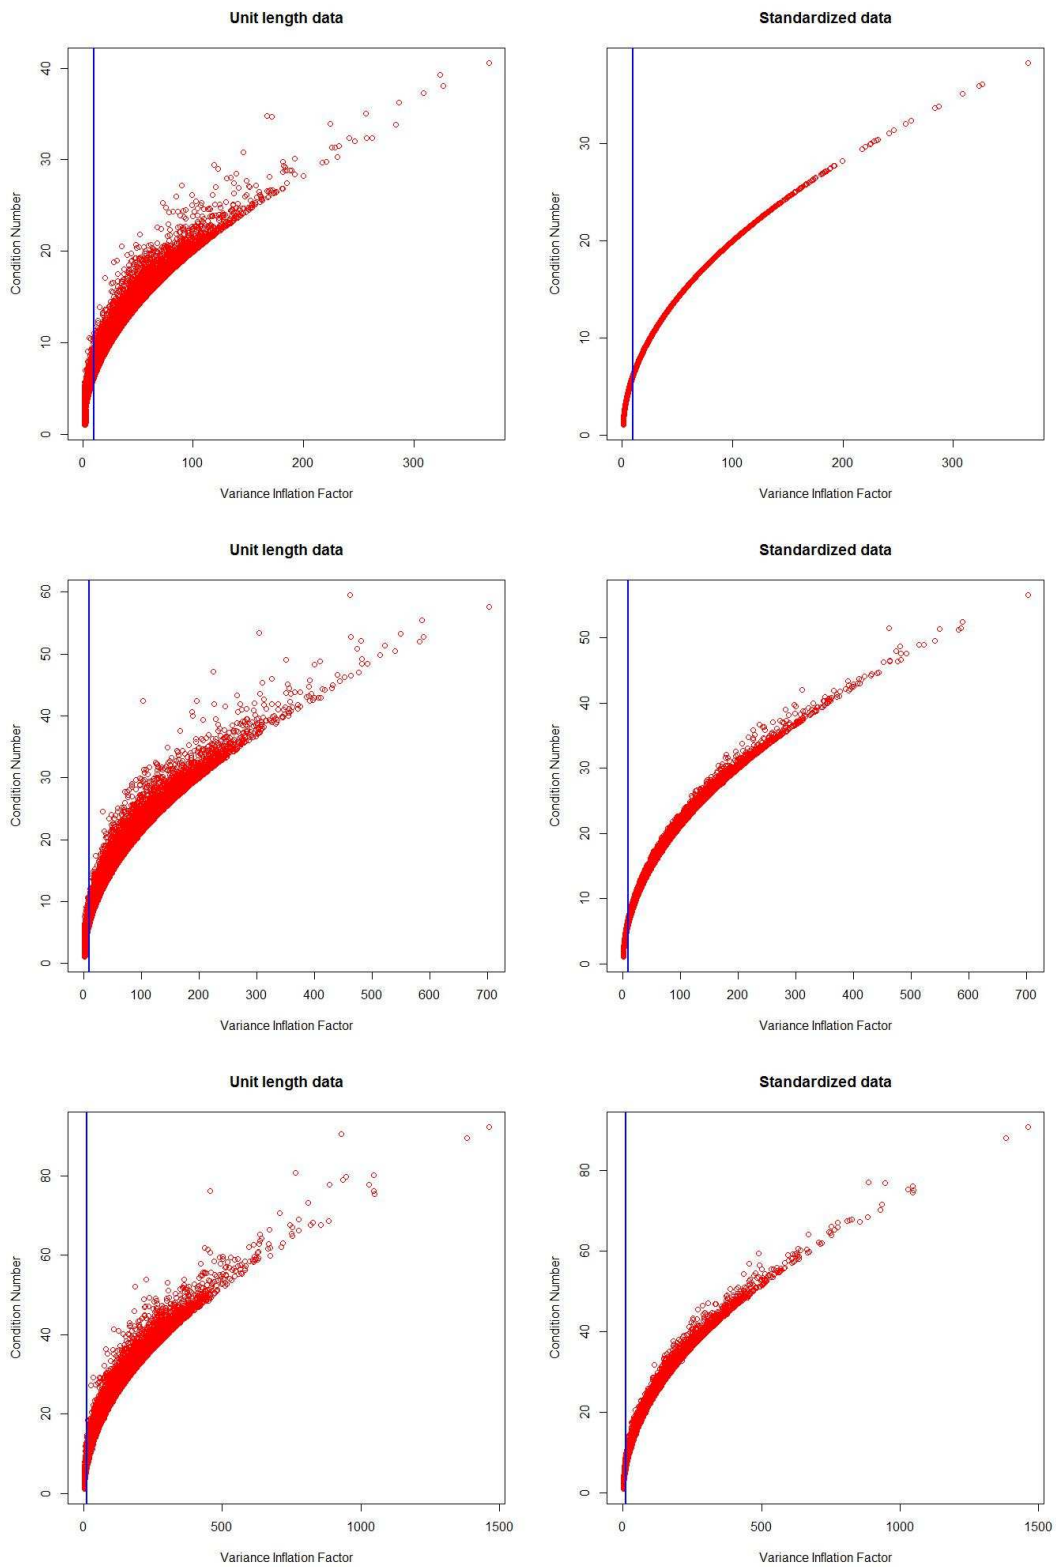 Unit length data
Condition Number
40
30
20
10
0
0 100 200 300
Variance Inflation Factor
Standardized data
Condition Number
30
20
10
0
0 100 200 300
Variance Inflation Factor
Unit length data
Condition Number
60
50
40
30
20
10
0
0 100 200 300 400 500 600 700
Variance Inflation Factor
Standardized data
Condition Number
50
40
30
20
10
0
0 100 200 300 400 500 600 700
Variance Inflation Factor
Unit length data
Condition Number
80
60
40
20
0
0 500 1000 1500
Variance Inflation Factor
Standardized data
Condition Number
80
60
40
20
0
0 500 1000 1500
Variance Inflation Factor